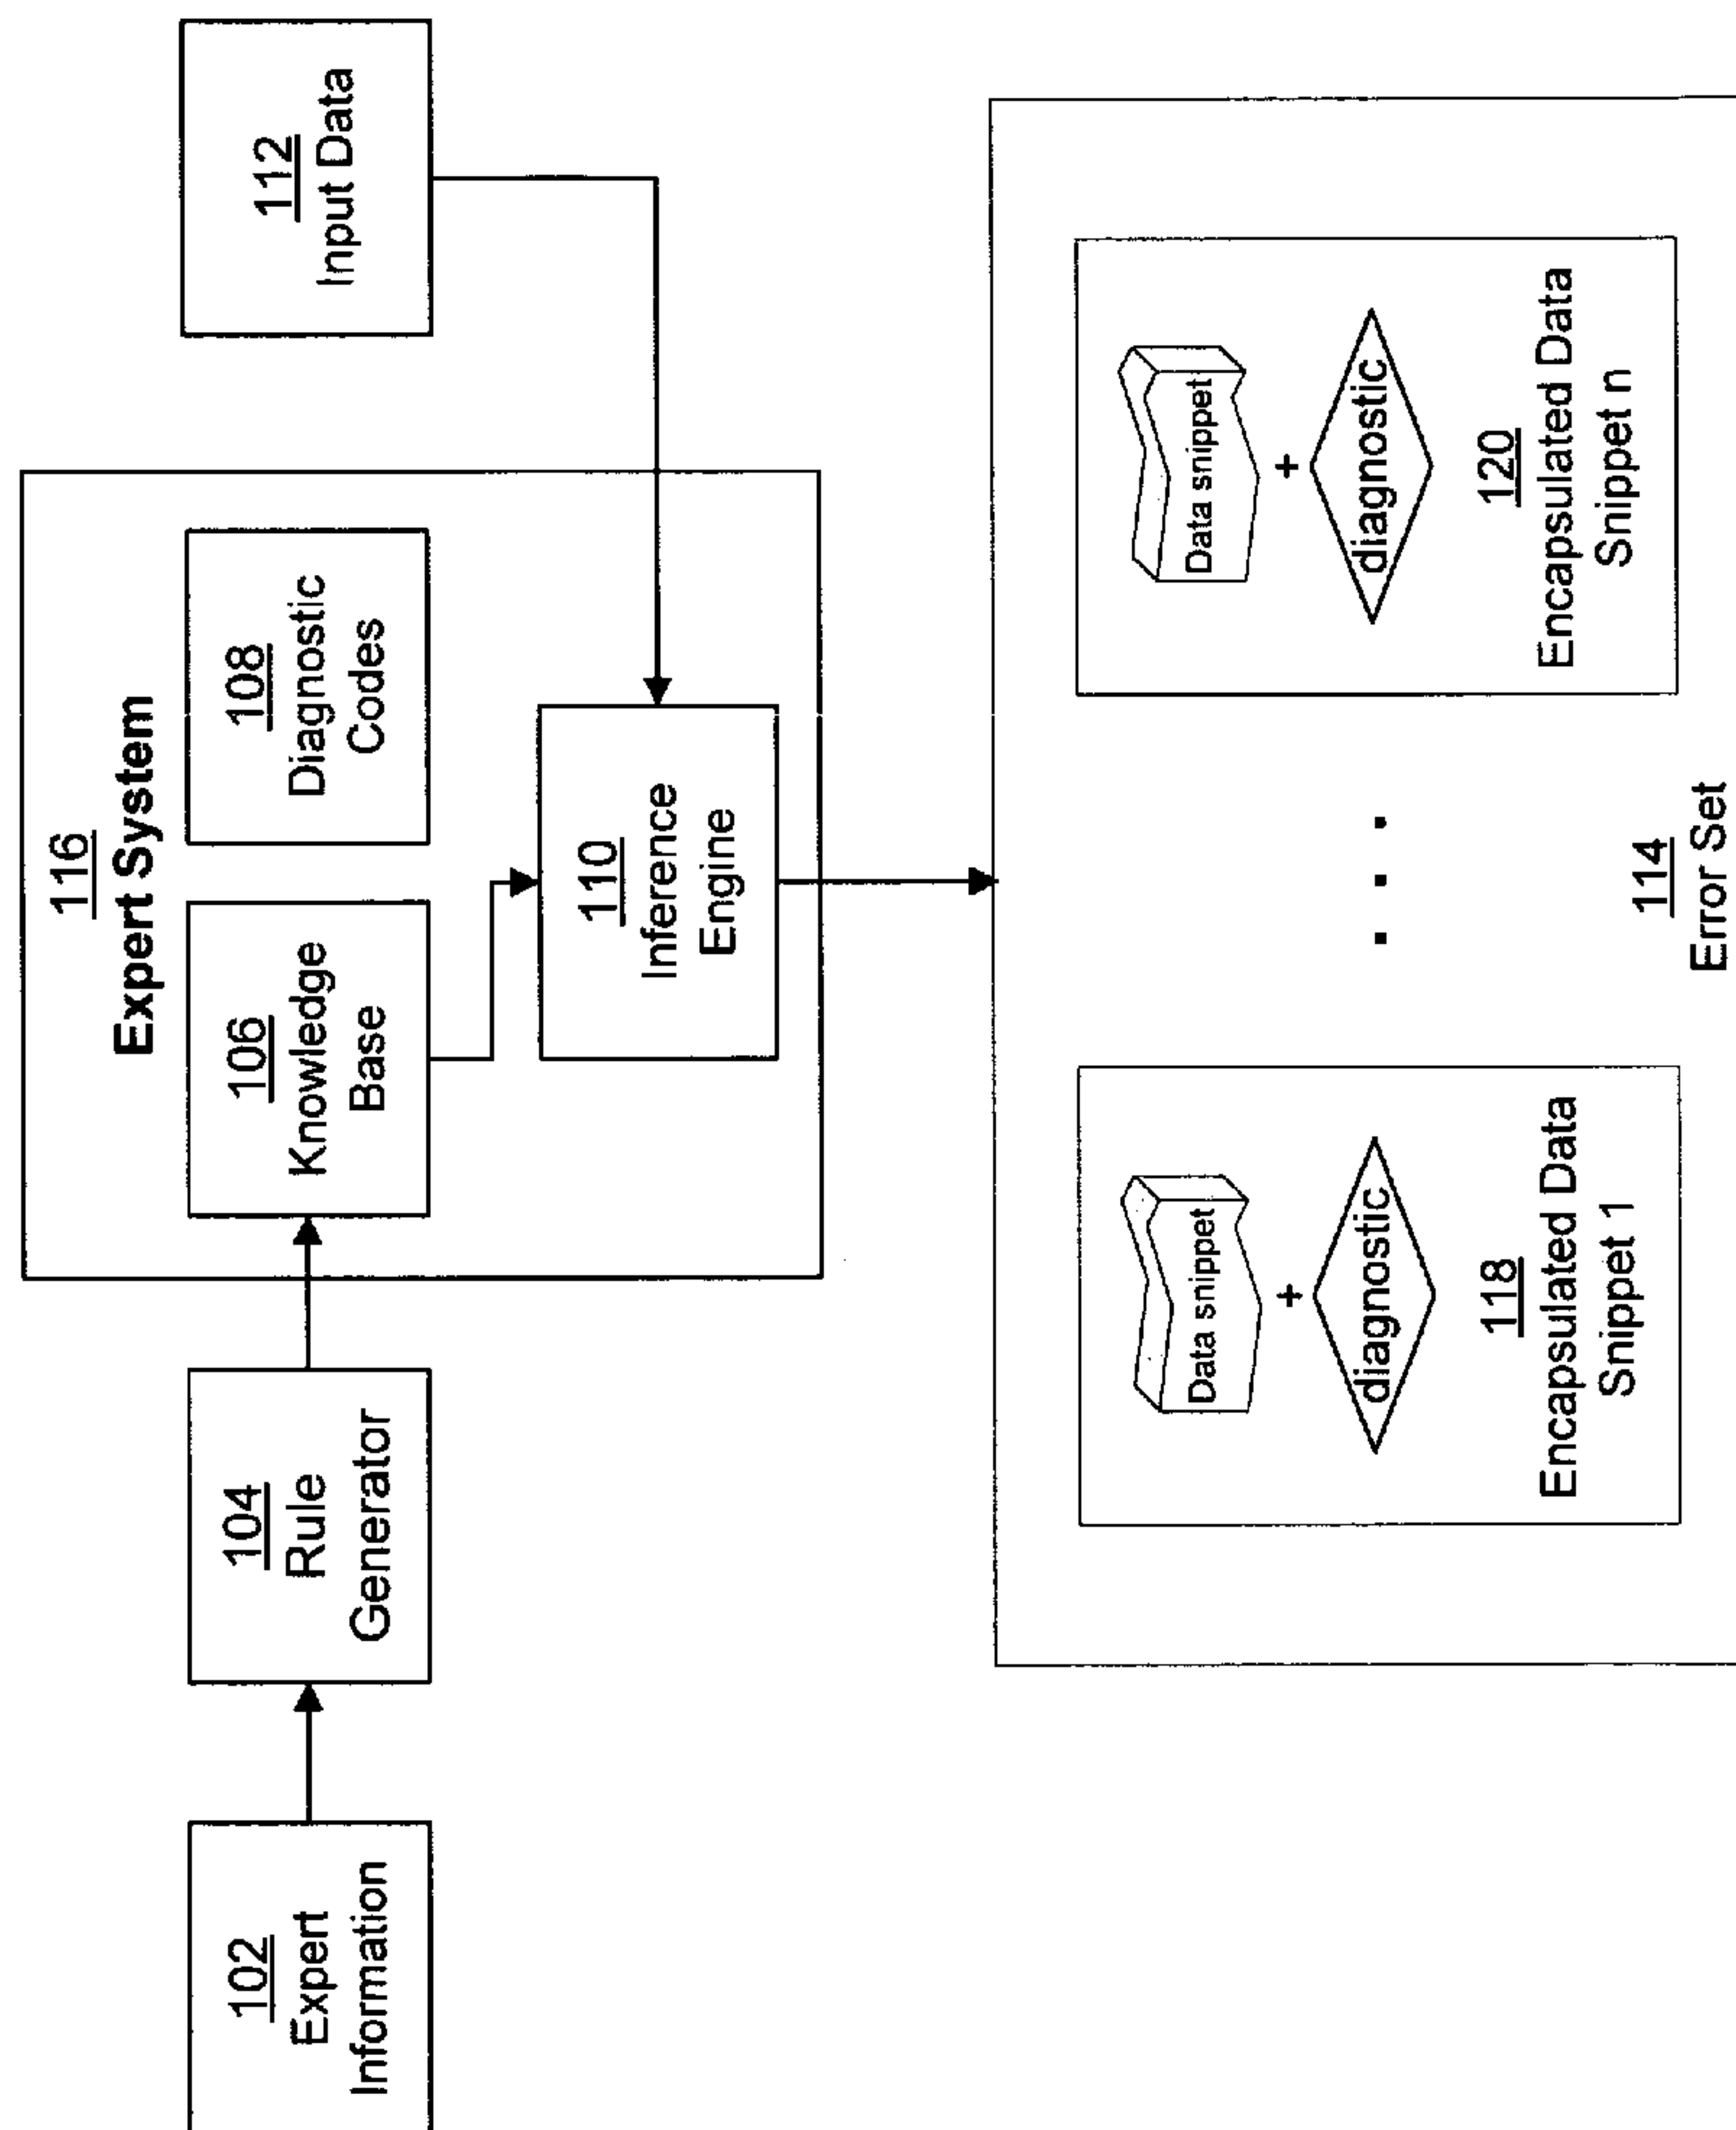 116
Expert System
102
Expert
Information
104
Rule
Generator
106
Knowledge
Base
108
Diagnostic
Codes
112
Input Data
110
Inference
Engine
Data snippet
+
diagnostic
118
Encapsulated Data
Snippet 1
. . .
Data snippet
+
diagnostic
120
Encapsulated Data
Snippet n
114
Error Set